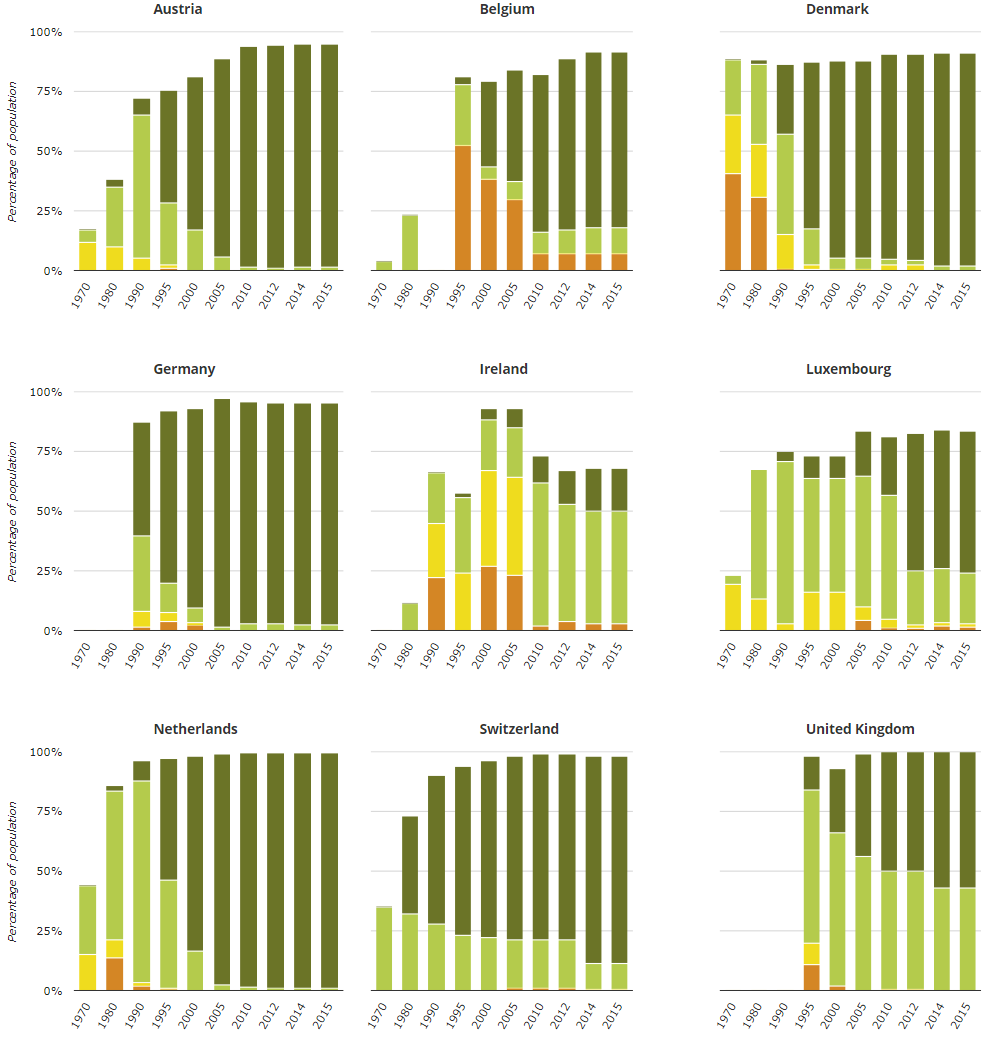 Austria
Belgium
Denmark
100%
75%
50%
25%
0%
Percentage of population
1970 1980 1990 1995 2000 2005 2010 2012 2014 2015
1970 1980 1990 1995 2000 2005 2010 2012 2014 2015
1970 1980 1990 1995 2000 2005 2010 2012 2014 2015
Germany
Ireland
Luxembourg
100%
75%
50%
25%
0%
Percentage of population
1970 1980 1990 1995 2000 2005 2010 2012 2014 2015
1970 1980 1990 1995 2000 2005 2010 2012 2014 2015
1970 1980 1990 1995 2000 2005 2010 2012 2014 2015
Netherlands
Switzerland
United Kingdom
100%
75%
50%
25%
0%
Percentage of population
1970 1980 1990 1995 2000 2005 2010 2012 2014 2015
1970 1980 1990 1995 2000 2005 2010 2012 2014 2015
1970 1980 1990 1995 2000 2005 2010 2012 2014 2015